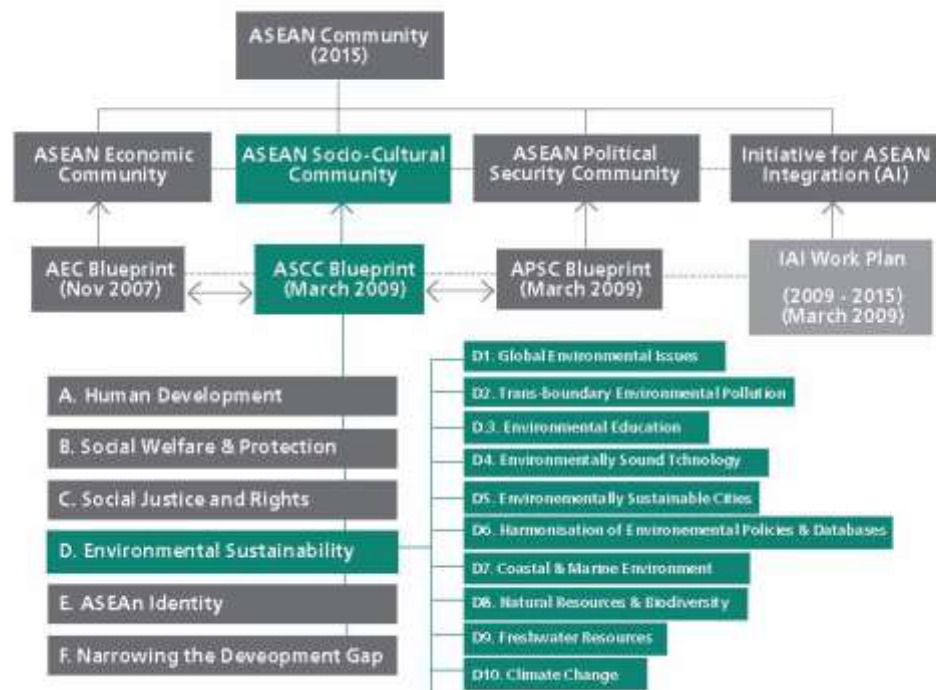 ASEAN Community
(2015)
ASEAN Economic
Community
ASEAN Socio-Cultural
Community
ASEAN Political
Security Community
Initiative for ASEAN
Integration (AI)
AEC Blueprint
(Nov 2007)
ASCC Blueprint
(March 2009)
APSC Blueprint
(March 2009)
IAI Work Plan
(2009 - 2015)
(March 2009)
A. Human Development
B. Social Welfare & Protection
C. Social Justice and Rights
D. Environmental Sustainability
E. ASEAn Identity
F. Narrowing the Deveopment Gap
D1. Global Environmental Issues
D2. Trans-boundary Environmental Pollution
D.3. Environmental Education
D4. Environmentally Sound Tchnology
D5. Environementally Sustainable Cities
D6. Harmonisation of Environemental Policies & Databases
D7. Coastal & Marine Environment
D8. Natural Resources & Biodiversity
D9. Freshwater Resources
D10. Climate Change